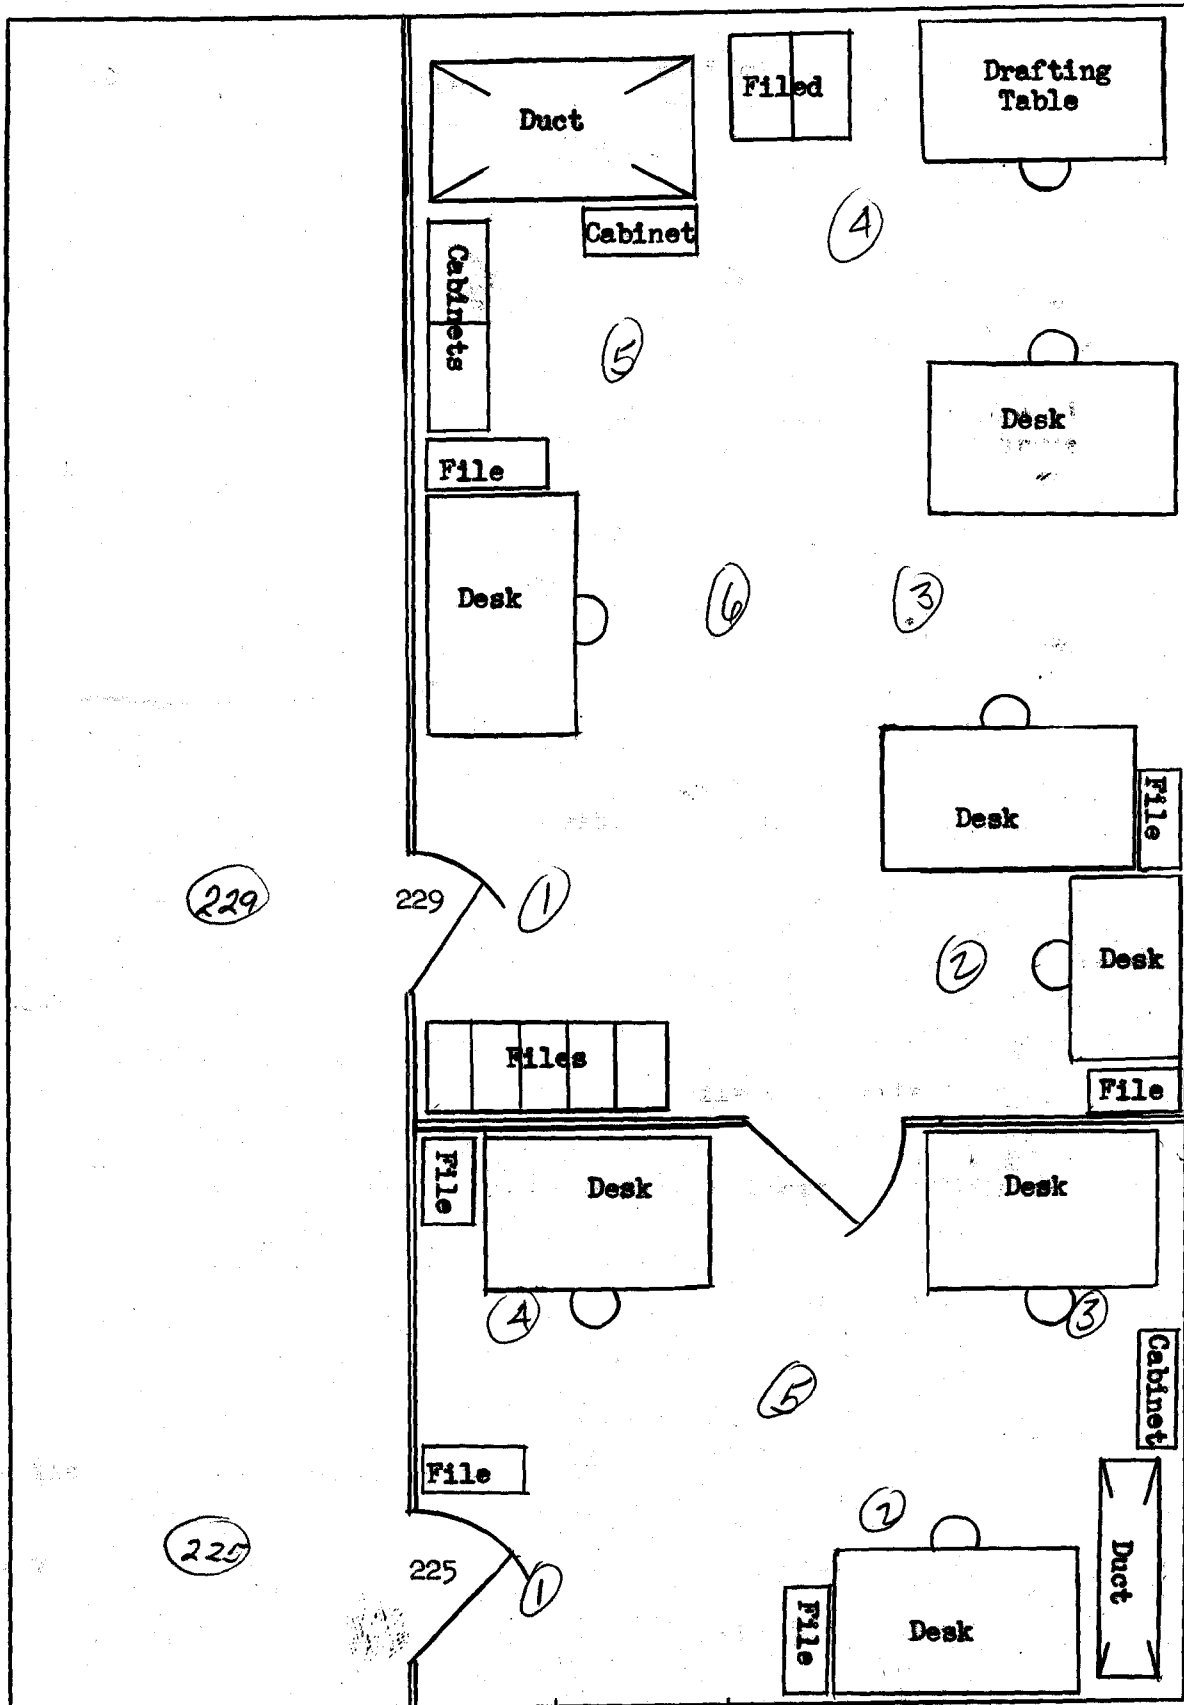 Duct
Filed
Drafting
Table
Cabinet
4
Cabinets
5
Desk
File
Desk
6
3
Desk
File
229
229
1
2
Desk
Files
File
File
Desk
Desk
4
3
5
Cabinet
File
2
225
225
1
Duct
File
Desk